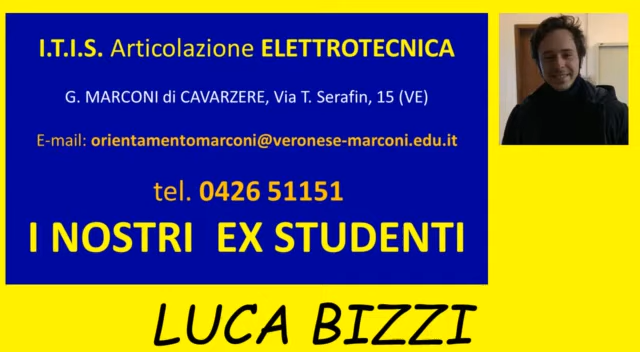 I.T.I.S. Articolazione ELETTROTECNICA
G. MARCONI di CAVARZERE, Via T. Serafin, 15 (VE)
E-mail: orientamentomarconi@veronese-marconi.edu.it
tel. 0426 51151
I NOSTRI EX STUDENTI
LUCA BIZZI